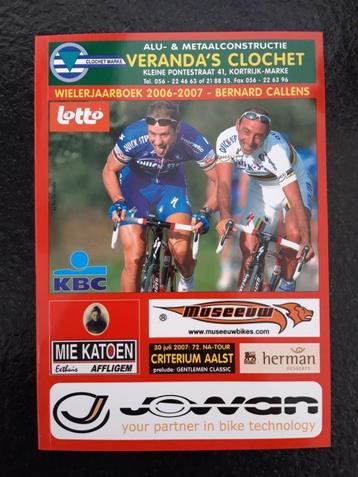 ALU- & METAALCONSTRUCTIE
CLOCHET MARKE
VERANDA'S CLOCHET
KLEINE PONTESTRAAT 41, KORTRIJK-MARKE
Tel. 056 - 22 46 63 of 21 88 55. Fax 056 - 22 63 96
WIELERJAARBOEK 2006-2007 - BERNARD CALLENS
Lotto
QUICK·STEP
KBC
® MUSEEUW
www.museeuwbikes.com
MIE KATOEN
Eethuis AFFLIGEM
30 juli 2007: 72. NA-TOUR
CRITERIUM AALST
prelude: GENTLEMEN CLASSIC
herman
DESSERTS
JOWAN
your partner in bike technology